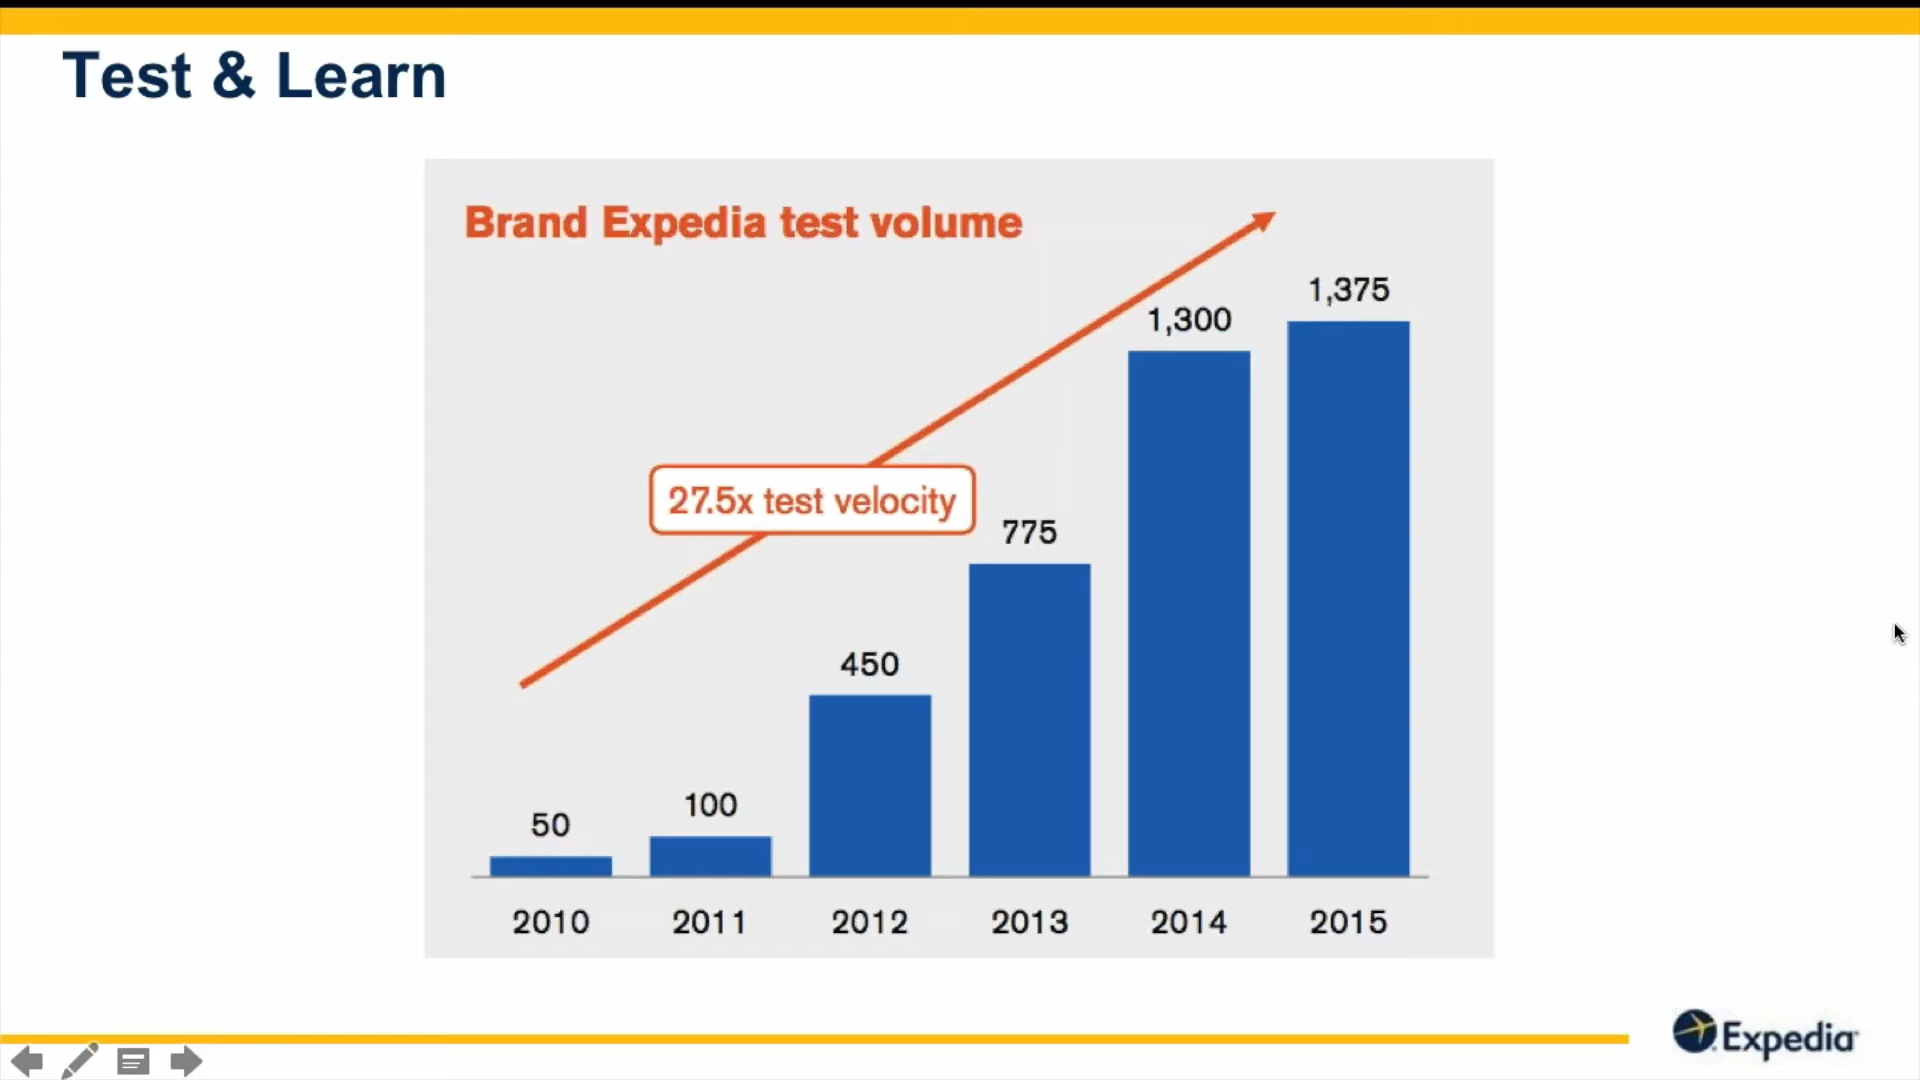 Test & Learn
Brand Expedia test volume
1,375
1,300
27.5x test velocity
775
450
100
50
2010 2011 2012 2013 2014 2015
Expedia